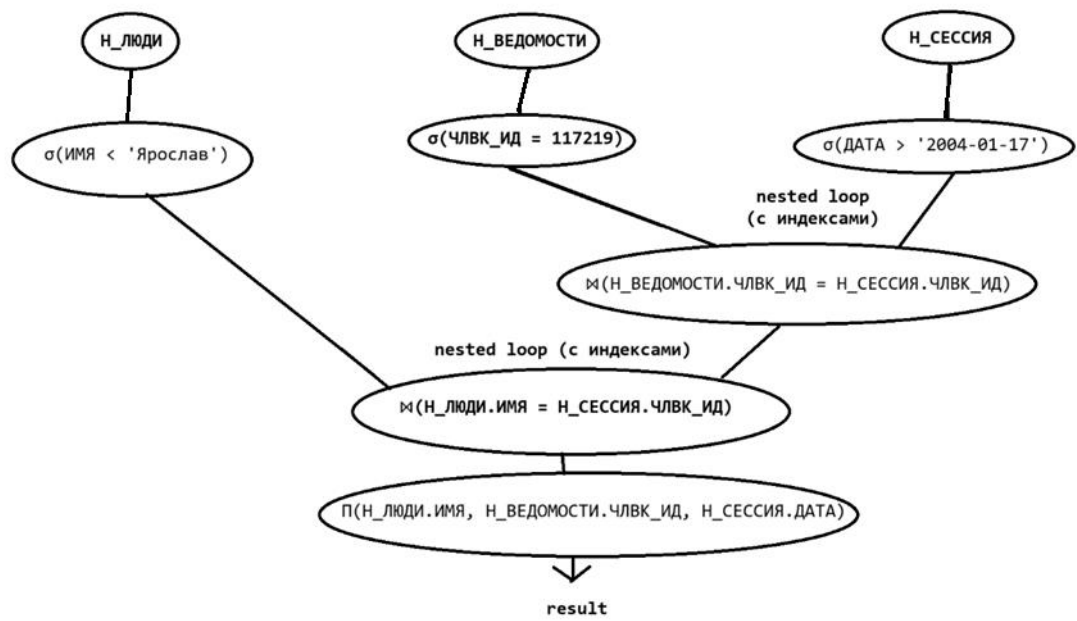 Н_ЛЮДИ
Н_ВЕДОМОСТИ
Н_СЕССИЯ
σ(ИМЯ < 'Ярослав')
σ(ЧЛВК_ИД = 117219)
σ(ДАТА > '2004-01-17')
nested loop
(с индексами)
⋈(Н_ВЕДОМОСТИ.ЧЛВК_ИД = Н_СЕССИЯ.ЧЛВК_ИД)
nested loop (с индексами)
⋈(Н_ЛЮДИ.ИМЯ = Н_СЕССИЯ.ЧЛВК_ИД)
П(Н_ЛЮДИ.ИМЯ, Н_ВЕДОМОСТИ.ЧЛВК_ИД, Н_СЕССИЯ.ДАТА)
result